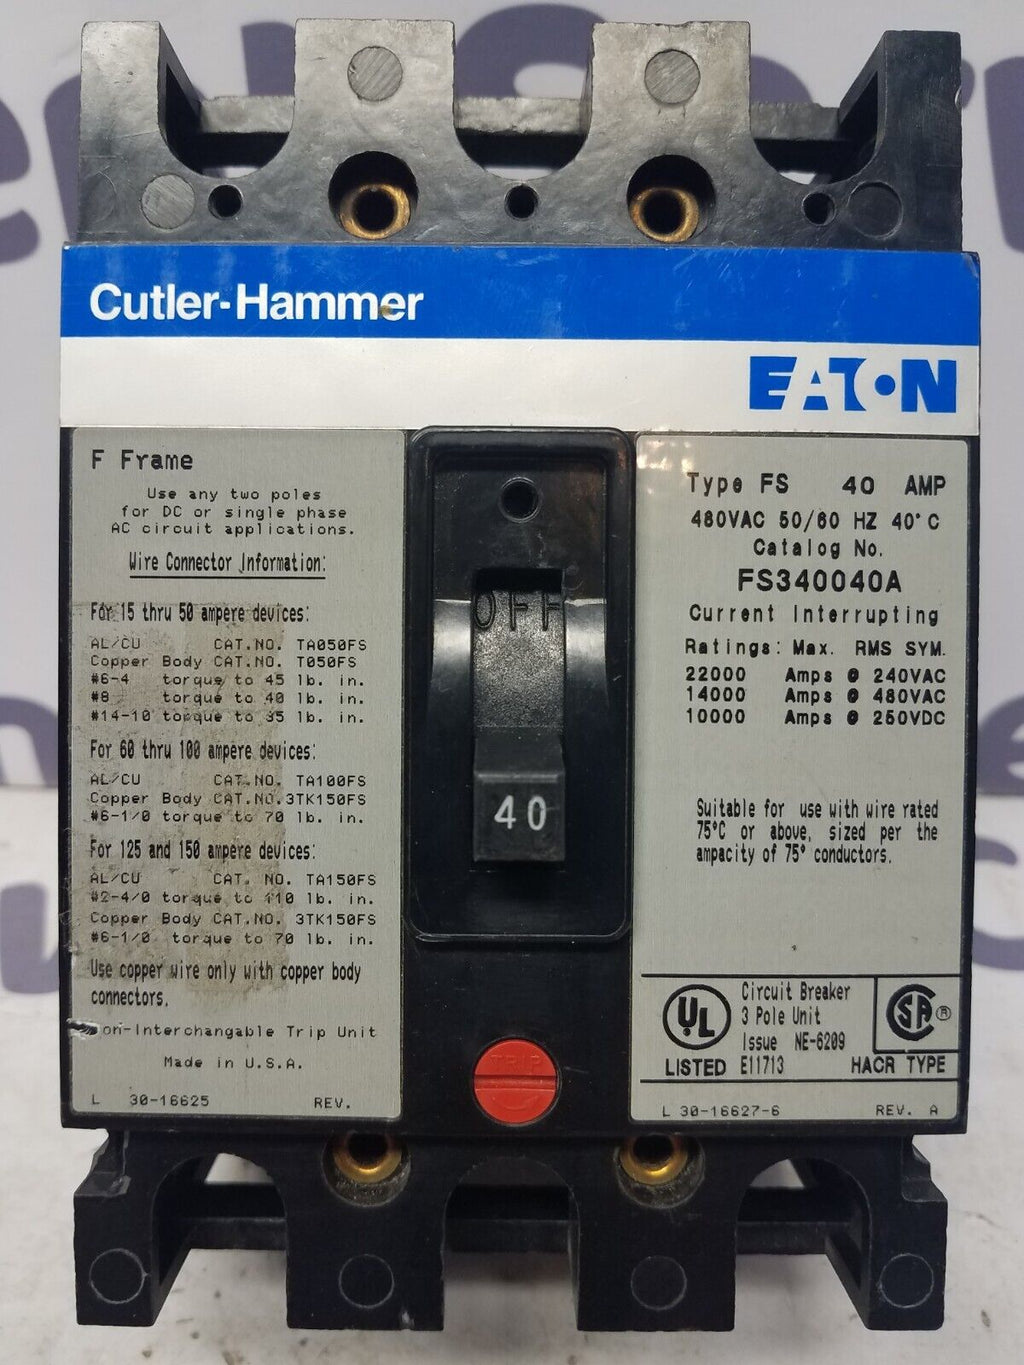 Cutler-Hammer
EATON
F Frame
Use any two poles
for DC or single phase
AC circuit applications.
Wire Connector Information:
For 15 thru 50 ampere devices:
AL/CU CAT.NO. TA050FS
Copper Body CAT.NO. T050FS
#6-4 torque to 45 lb. in.
#8 torque to 40 lb. in.
#14-10 torque to 35 lb. in.
For 60 thru 100 ampere devices:
AL/CU CAT.NO. TA100FS
Copper Body CAT.NO.3TK150FS
#6-1/0 torque to 70 lb. in.
For 125 and 150 ampere devices:
AL/CU CAT. NO. TA150FS
#2-4/0 torque to 110 lb. in.
Copper Body CAT.NO. 3TK150FS
#6-1/0 torque to 70 lb. in.
Use copper wire only with copper body
connectors.
on-Interchangable Trip Unit
Made in U.S.A.
L 30-16625 REV.
OFF
40
TRIP
Type FS 40 AMP
480VAC 50/60 HZ 40°C
Catalog No.
FS340040A
Current Interrupting
Ratings: Max. RMS SYM.
22000 Amps @ 240VAC
14000 Amps @ 480VAC
10000 Amps @ 250VDC
Suitable for use with wire rated
75°C or above, sized per the
ampacity of 75° conductors.
UL
LISTED
Circuit Breaker
3 Pole Unit
Issue NE-6209
E11713
SA ®
HACR TYPE
L 30-16627-6 REV. A